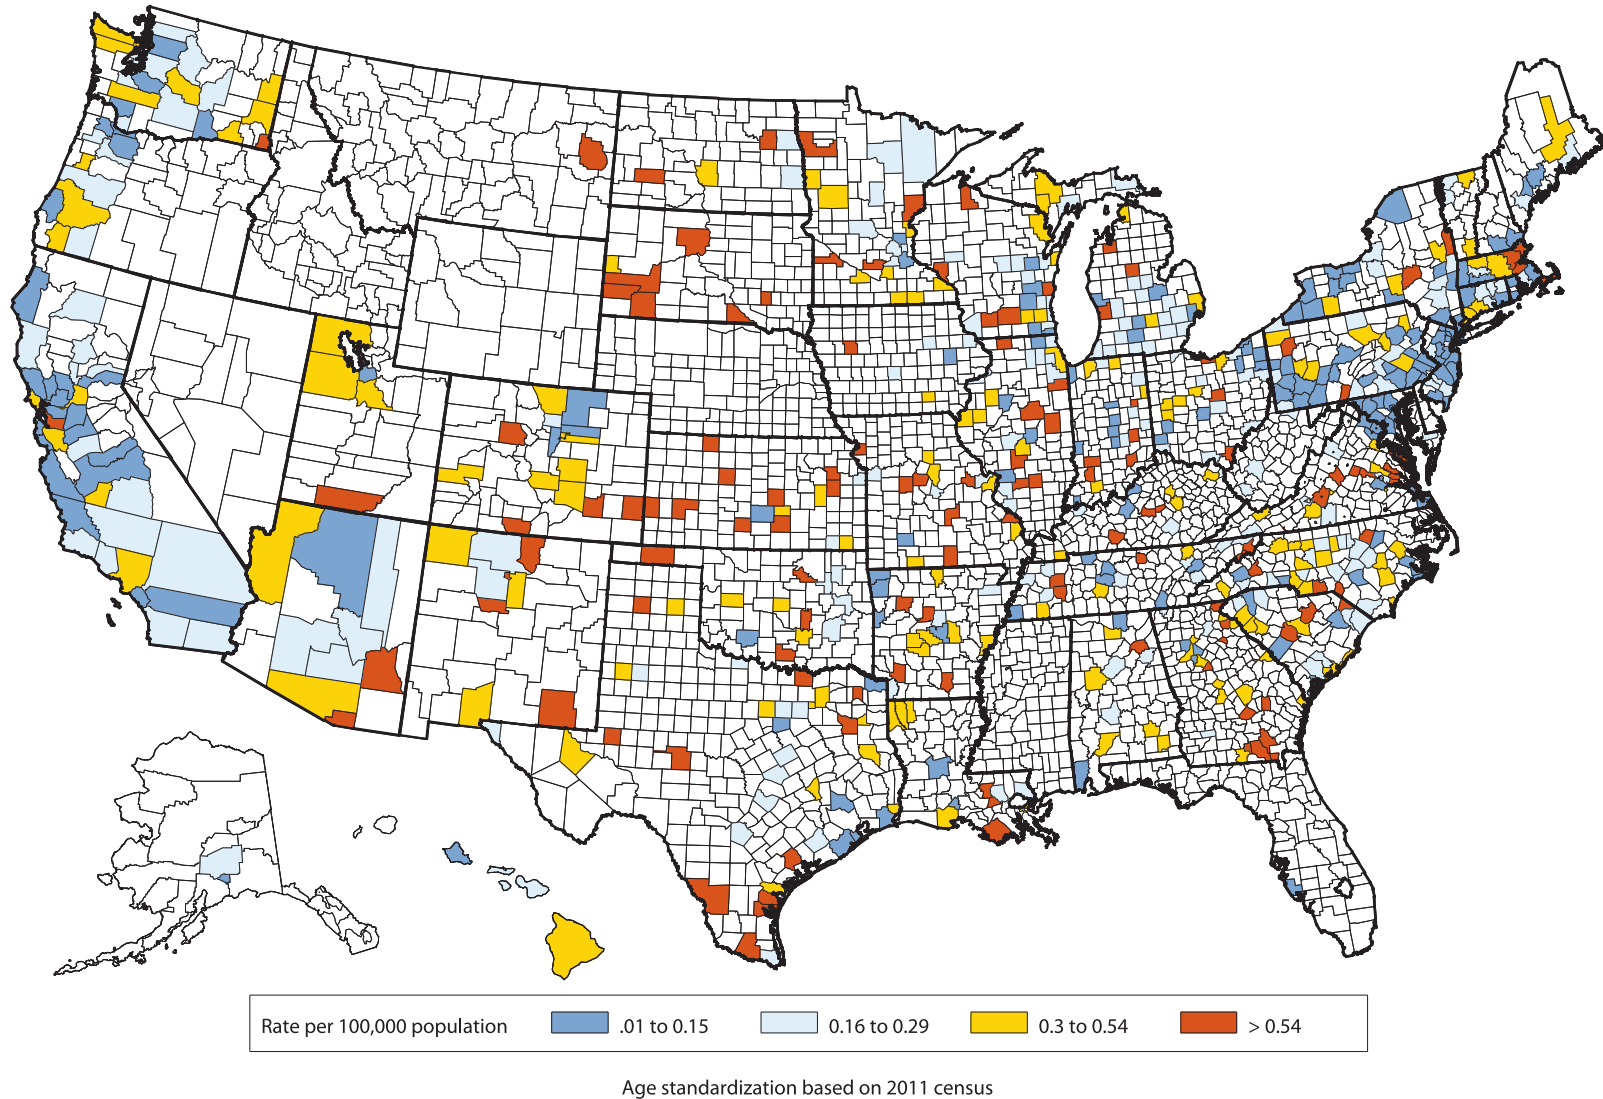 Rate per 100,000 population .01 to 0.15 0.16 to 0.29 0.3 to 0.54 > 0.54
Age standardization based on 2011 census